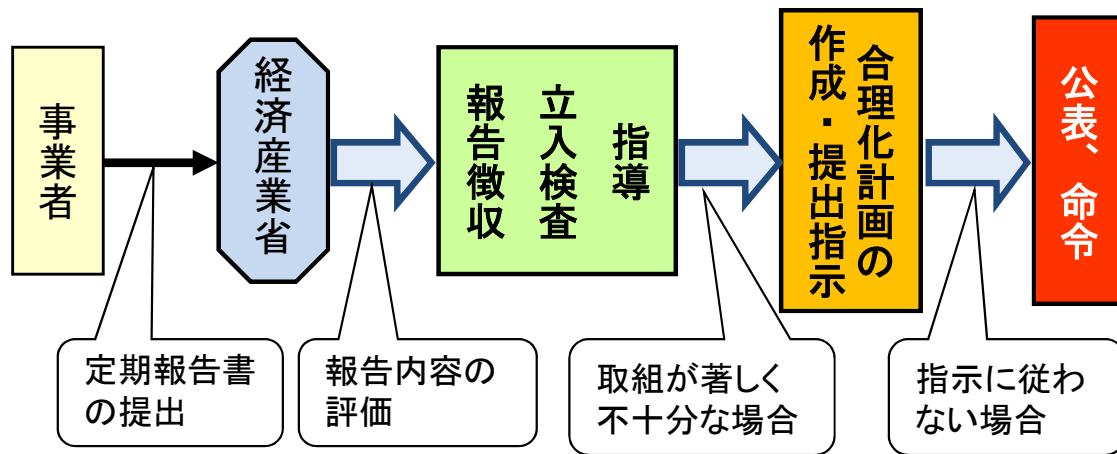 事業者
経済産業省
指導
立入検査
報告徴収
合理化計画の
作成・提出指示
公表、命令
定期報告書
の提出
報告内容の
評価
取組が著しく
不十分な場合
指示に従わ
ない場合